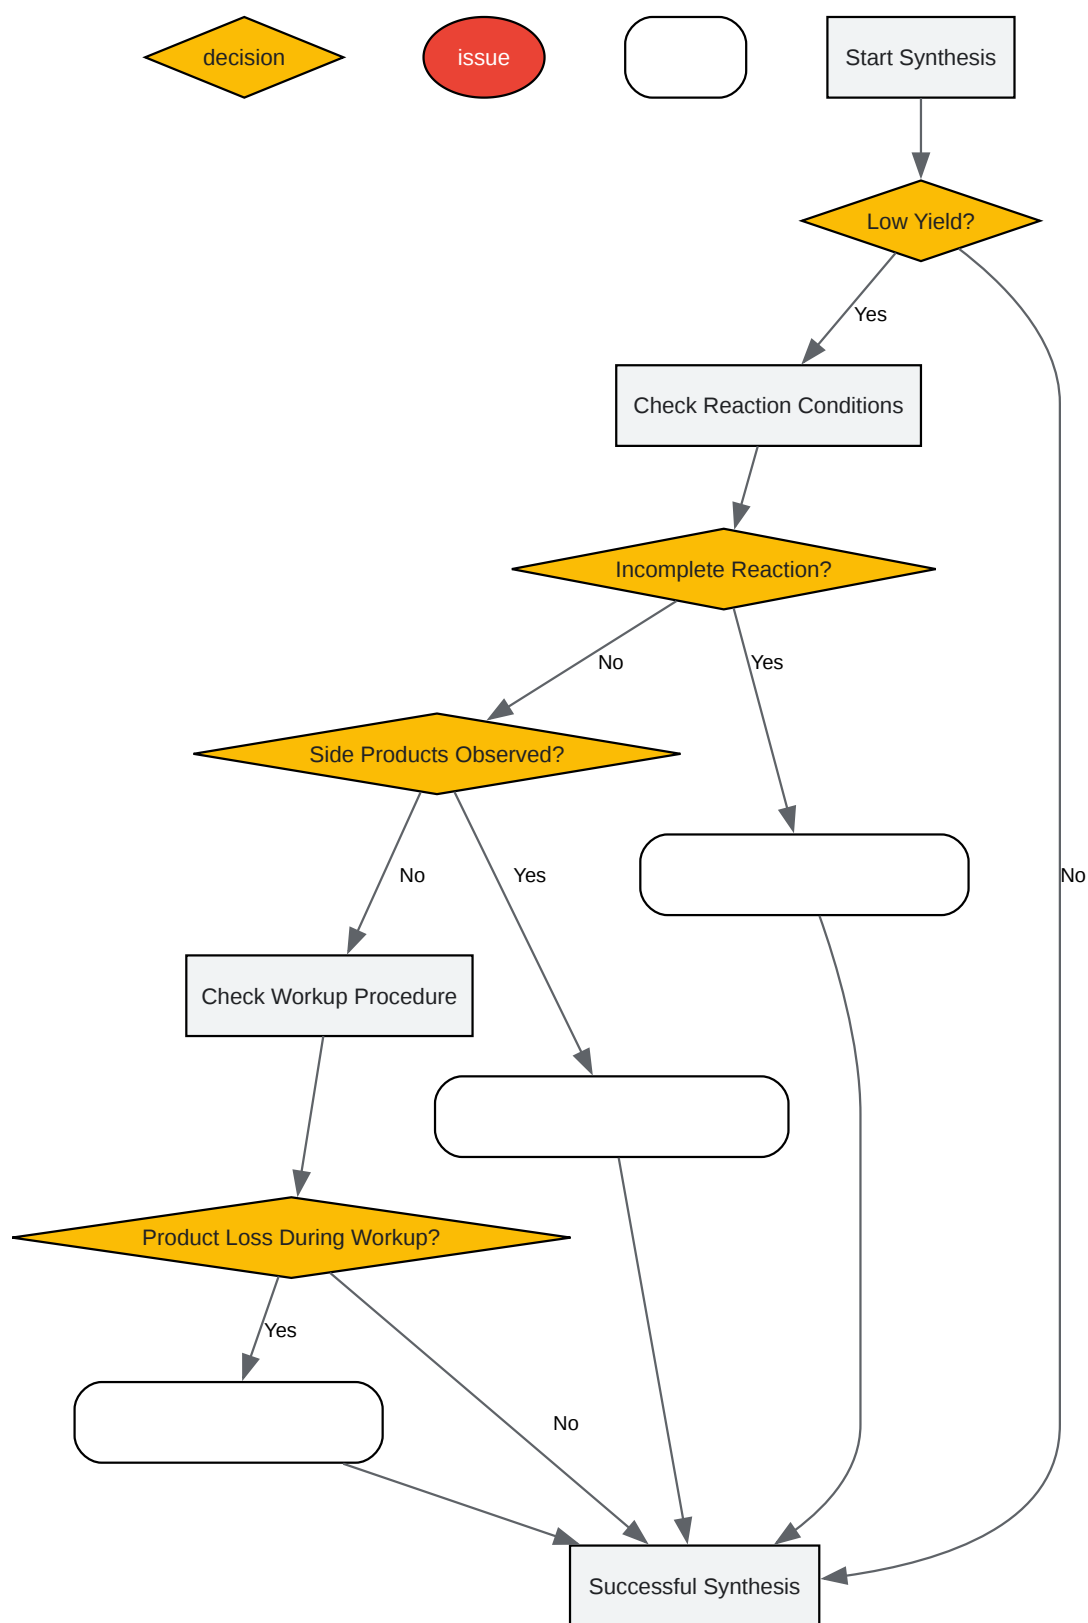 decision
issue
Start Synthesis
Low Yield?
Yes
Check Reaction Conditions
Incomplete Reaction?
No
Yes
Side Products Observed?
No
Yes
No
Check Workup Procedure
Product Loss During Workup?
Yes
No
Successful Synthesis